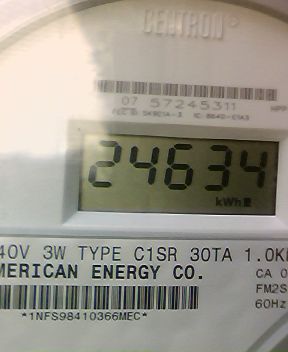 CENTRON®
07 57245311
24634
kWh
40V 3W TYPE C1SR 30TA 1.0K
MERICAN ENERGY CO.
CA 0
FM2S
60Hz
*1NFS98410366MEC*